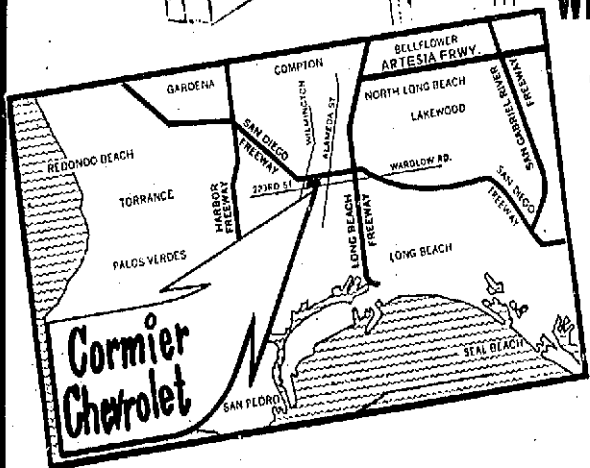 WI
BELLFLOWER
ARTESIA FRWY.
COMPTON
GARDENA
NORTH LONG BEACH
LAKEWOOD
SAN GABRIEL RIVER
FREEWAY
WILMINGTON
ALAMEDA ST
SAN DIEGO
FREEWAY
REDONDO BEACH
WARDLOW RD.
223RD ST
TORRANCE
HARBOR
FREEWAY
SAN DIEGO
FREEWAY
LONG BEACH
FREEWAY
PALOS VERDES
LONG BEACH
Cormier
Chevrolet
SEAL BEACH
SAN PEDRO